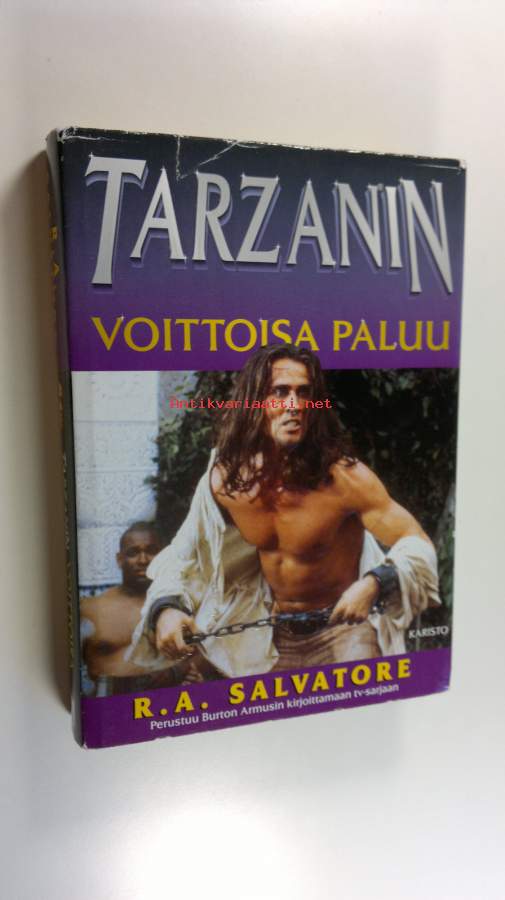 TARZANIN
VOITTOISA PALUU
Antikvariaatti.net
KARISTO
R.A. SALVATORE
Perustuu Burton Armusin kirjoittamaan tv-sarjaan